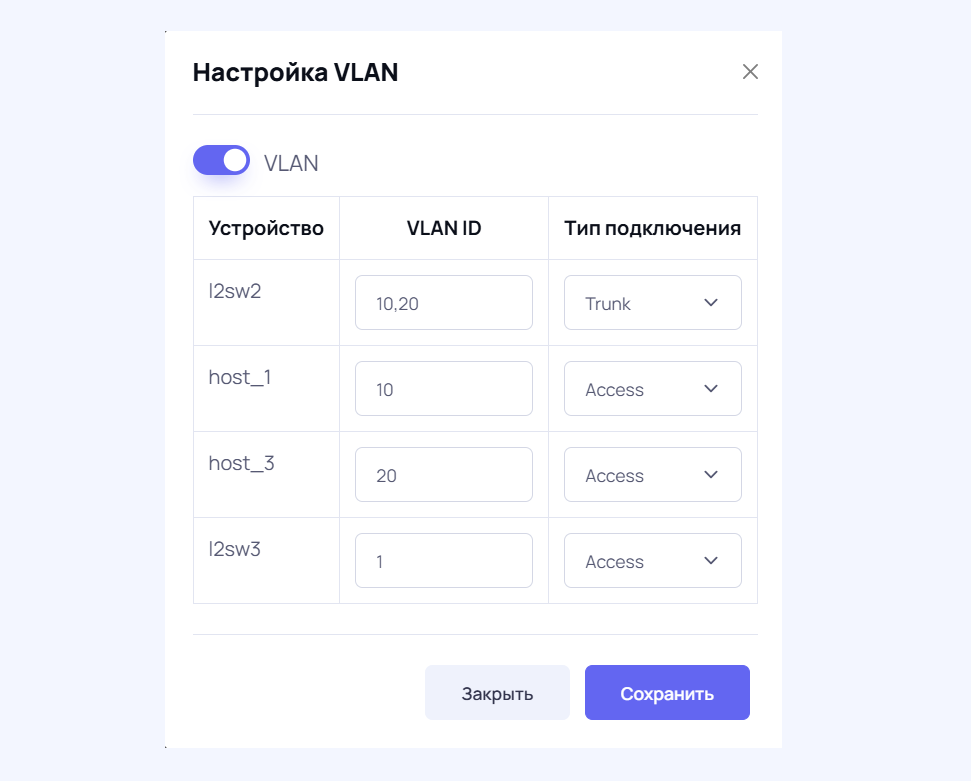 Настройка VLAN
VLAN
Устройство VLAN ID Тип подключения
l2sw2 10,20 Trunk
host_1 10 Access
host_3 20 Access
l2sw3 1 Access
Закрыть Сохранить